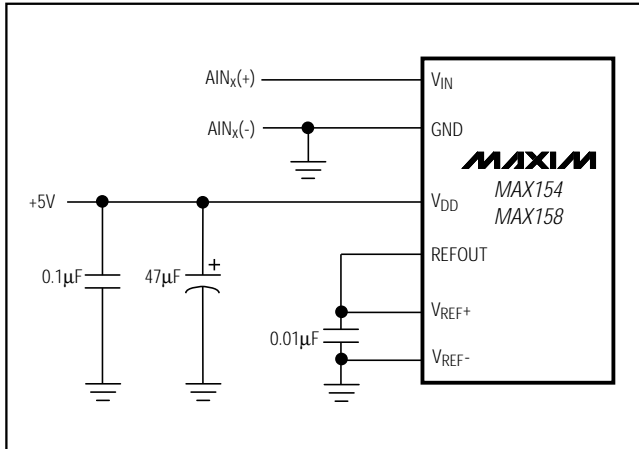 AINx(+)
VIN
AINx(-)
GND
MAXIM
MAX154
MAX158
+5V
VDD
REFOUT
0.1µF
47µF
+
VREF+
0.01µF
VREF-